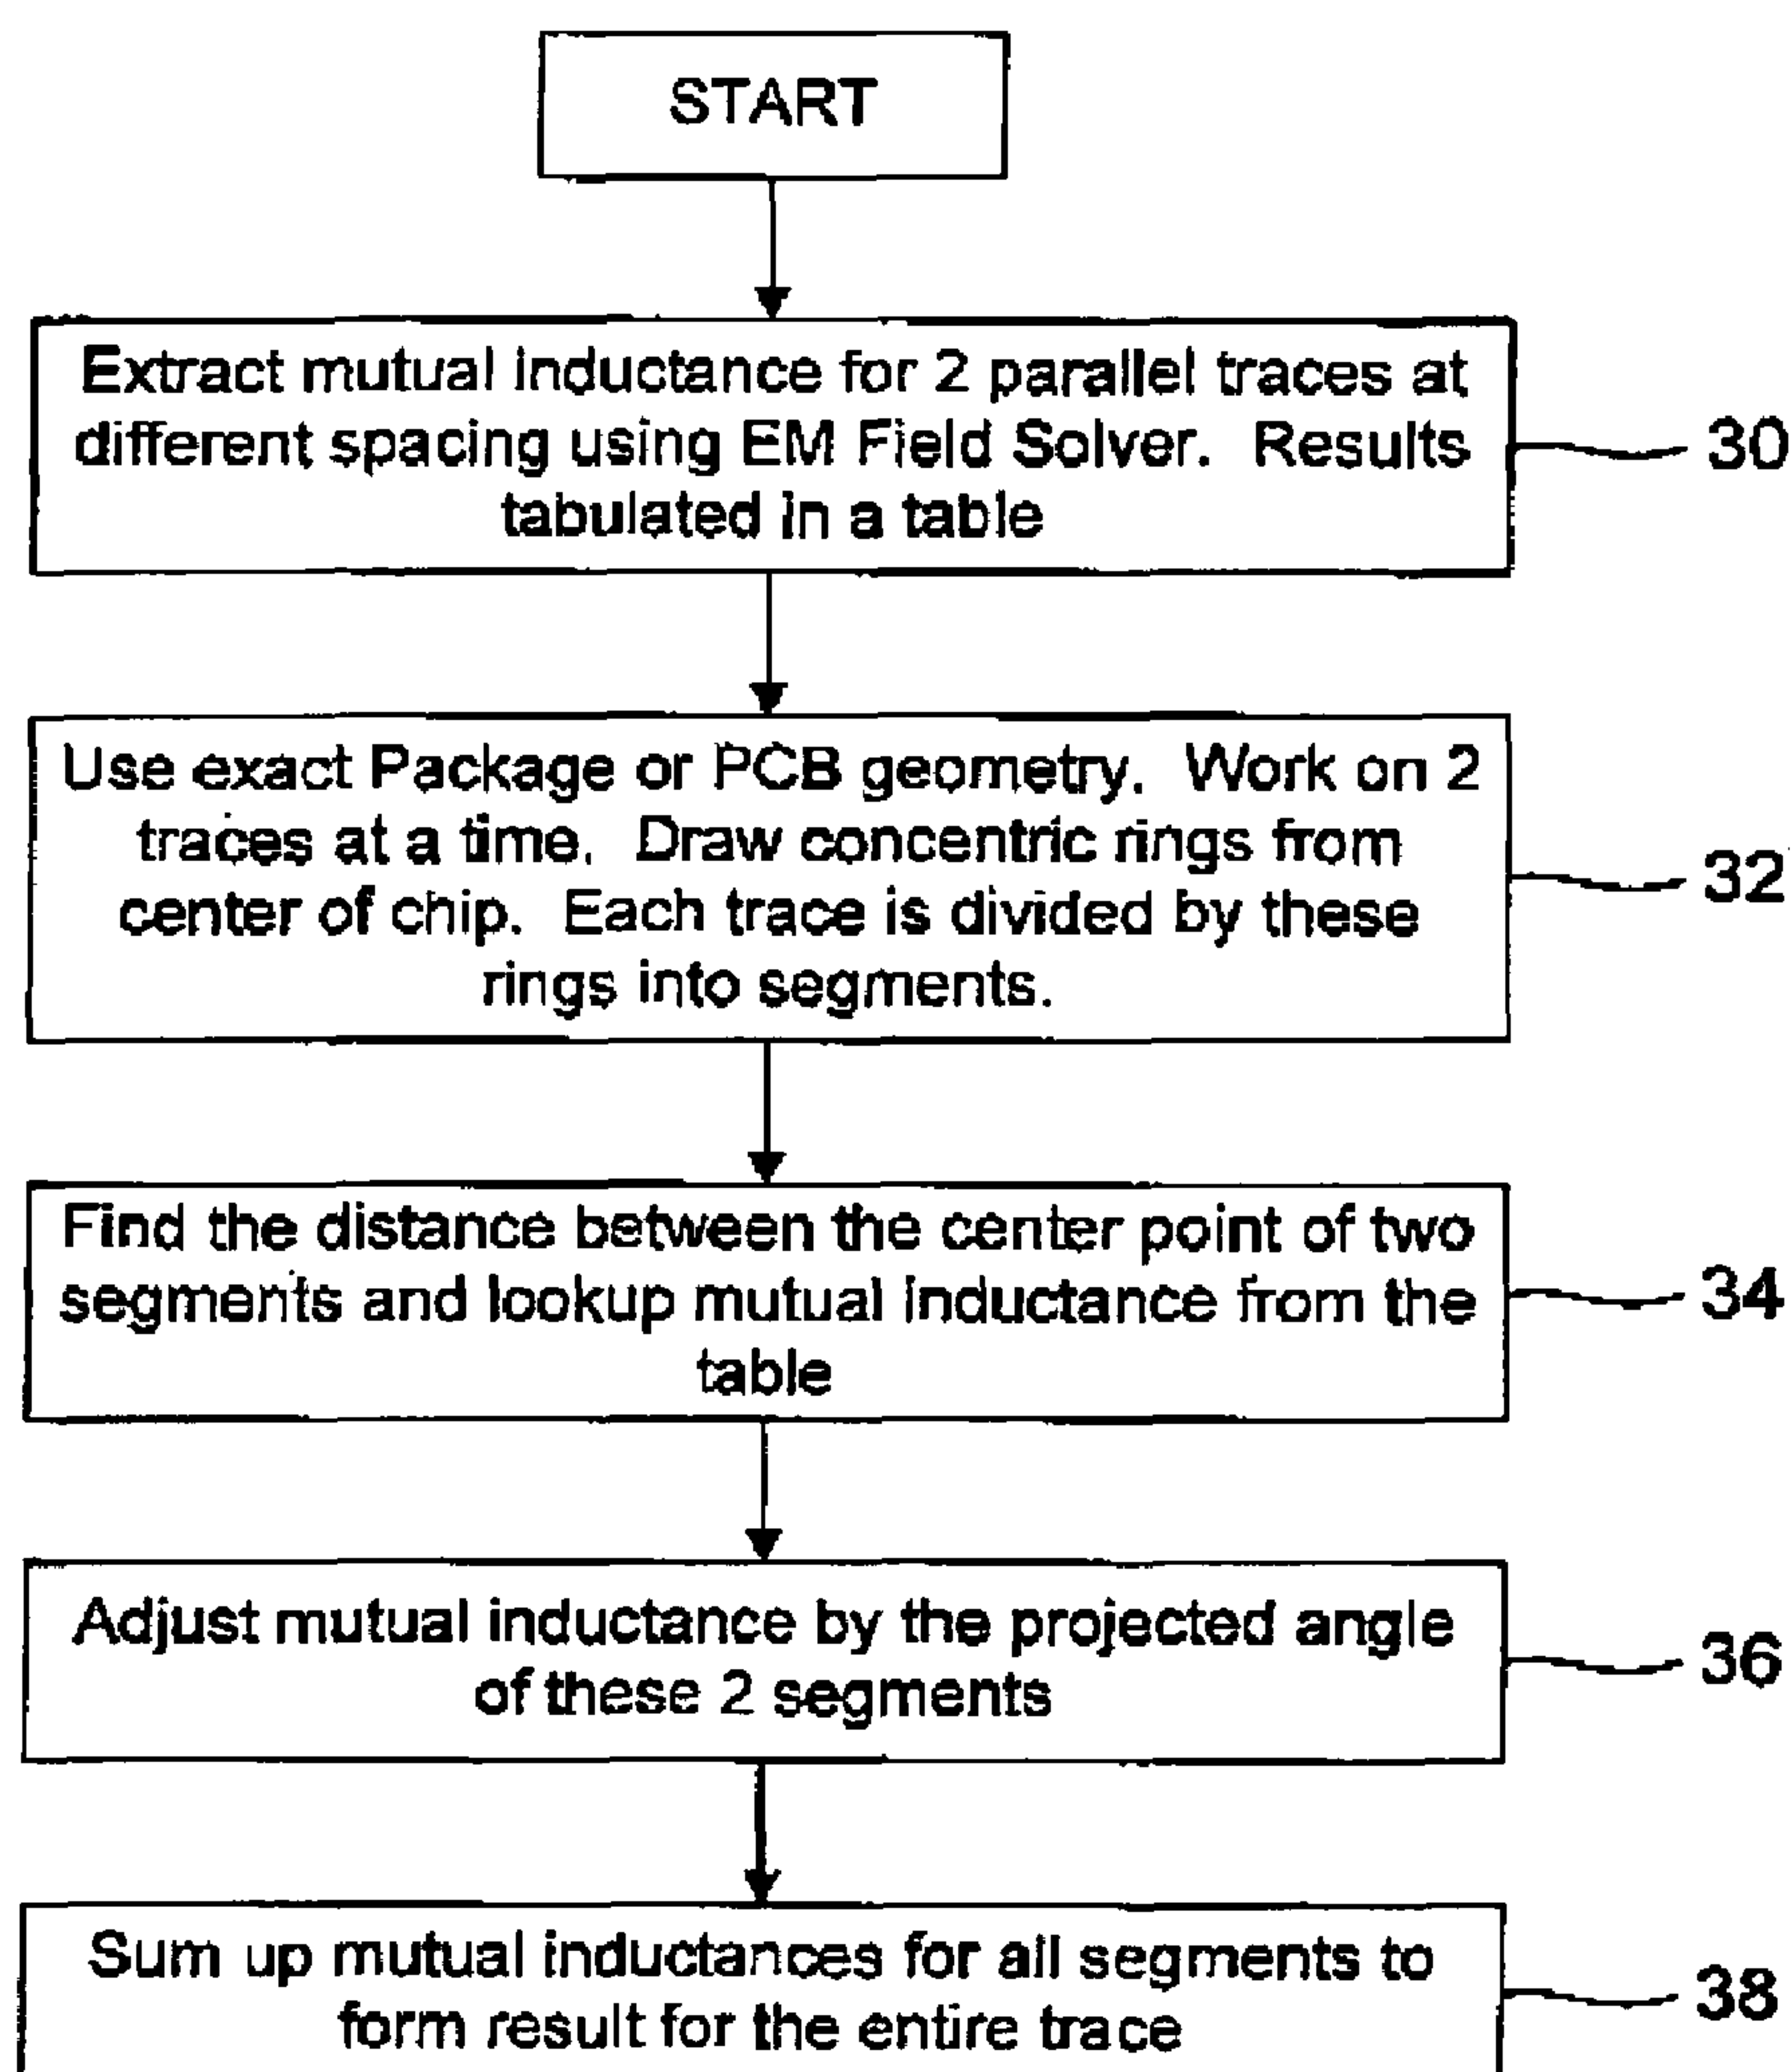 START
Extract mutual inductance for 2 parallel traces at
different spacing using EM Field Solver. Results
tabulated in a table
30
Use exact Package or PCB geometry. Work on 2
traces at a time. Draw concentric rings from
center of chip. Each trace is divided by these
rings into segments.
32
Find the distance between the center point of two
segments and lookup mutual inductance from the
table
34
Adjust mutual inductance by the projected angle
of these 2 segments
36
Sum up mutual inductances for all segments to
form result for the entire trace
38